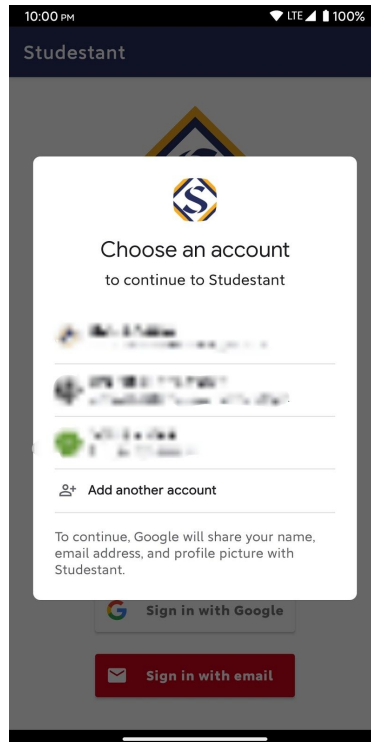 10:00 PM LTE 100%
Studestant
S
Choose an account
to continue to Studestant
Add another account
To continue, Google will share your name,
email address, and profile picture with
Studestant.
G Sign in with Google
Sign in with email